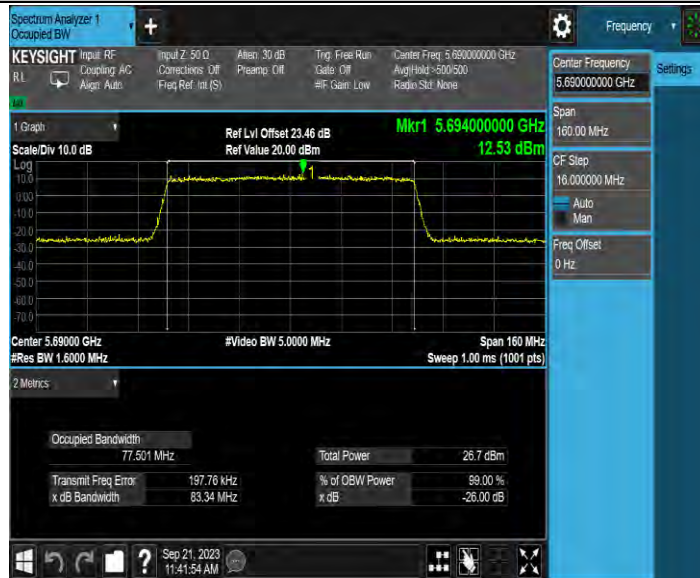 Spectrum Analyzer 1
Occupied BW
Frequency
KEYSIGHT Input: RF
RL
Coupling: AC
Align: Auto
Input Z: 50 Ω
Corrections: Off
Freq Ref: Int (S)
Atten: 30 dB
Preamp: Off
Trig: Free Run
Gate: Off
#IF Gain: Low
Center Freq: 5.690000000 GHz
Avg|Hold:>500/500
Radio Std: None
1 Graph
Scale/Div 10.0 dB
Ref Lvl Offset 23.46 dB
Ref Value 20.00 dBm
Mkr1 5.694000000 GHz
12.53 dBm
Log
10.0
0.00
-10.0
-20.0
-30.0
-40.0
-50.0
-60.0
-70.0
1
Center 5.69000 GHz
#Res BW 1.6000 MHz
#Video BW 5.0000 MHz
Span 160 MHz
Sweep 1.00 ms (1001 pts)
2 Metrics
Occupied Bandwidth
77.501 MHz
Transmit Freq Error 197.76 kHz
x dB Bandwidth 83.34 MHz
Total Power 26.7 dBm
% of OBW Power 99.00 %
x dB -26.00 dB
Sep 21, 2023
11:41:54 AM
Center Frequency
5.690000000 GHz
Settings
Span
160.00 MHz
CF Step
16.000000 MHz
Auto
Man
Freq Offset
0 Hz